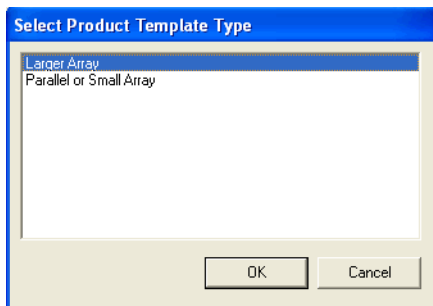 Select Product Template Type
Larger Array
Parallel or Small Array
OK
Cancel